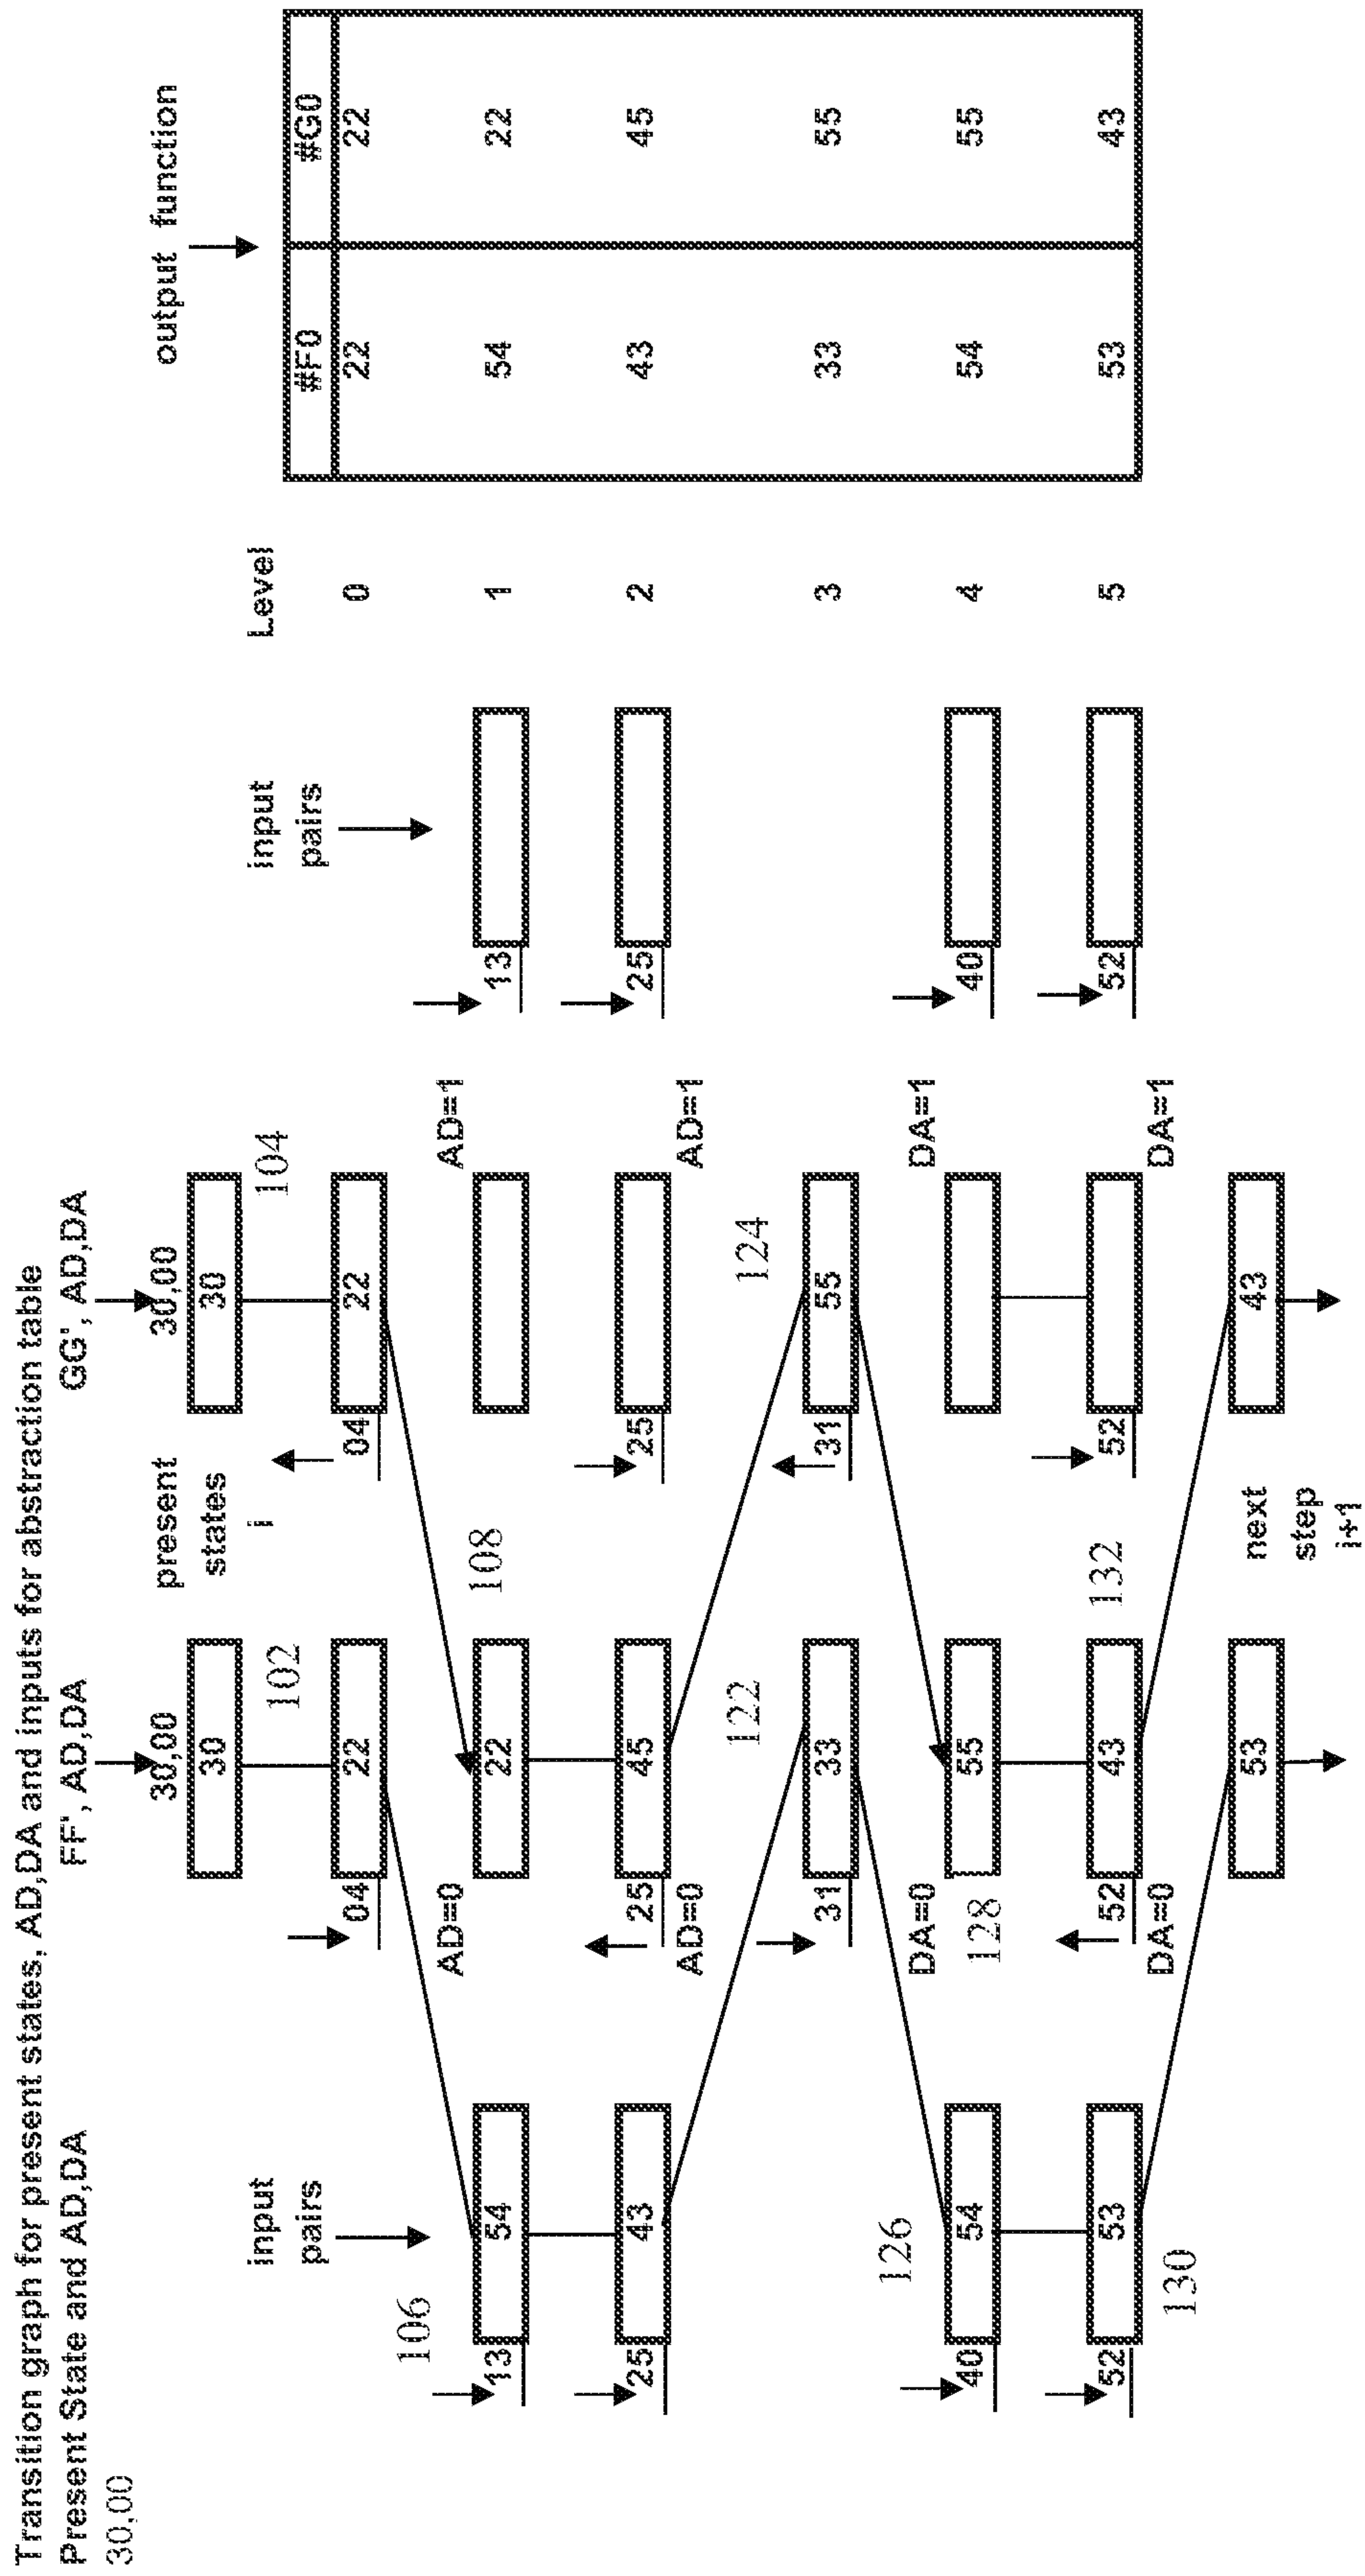 Transition graph for present states, AD,DA and inputs for abstraction table
Present State and AD,DA
FF', AD,DA
GG', AD,DA
30,00
30,00
30,00
output function
30
present
states
i
30
102
104
input
pairs
input
pairs
Level
#F0
#G0
04
22
04
22
0
22
22
AD=0
AD=1
106
108
13
54
22
13
1
54
22
25
43
25
45
25
25
2
43
45
AD=0
AD=1
122
124
31
33
31
55
3
33
55
DA=0
DA=1
126
128
40
54
55
40
4
54
55
52
53
52
43
52
52
5
53
43
132
DA=0
DA=1
130
53
next
step
i+1
43